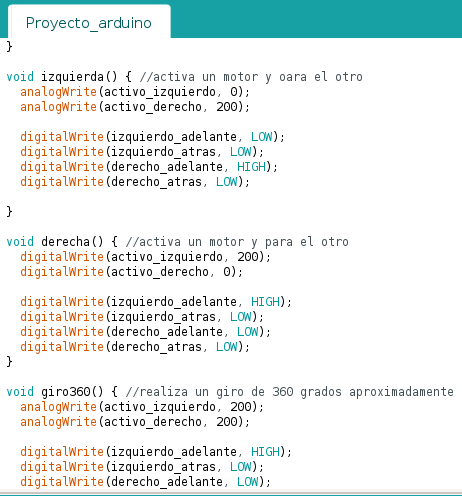 Proyecto_arduino
}
void izquierda() { //activa un motor y oara el otro
analogWrite(activo_izquierdo, 0);
analogWrite(activo_derecho, 200);
digitalWrite(izquierdo_adelante, LOW);
digitalWrite(izquierdo_atras, LOW);
digitalWrite(derecho_adelante, HIGH);
digitalWrite(derecho_atras, LOW);
}
void derecha() { //activa un motor y para el otro
digitalWrite(activo_izquierdo, 200);
digitalWrite(activo_derecho, 0);
digitalWrite(izquierdo_adelante, HIGH);
digitalWrite(izquierdo_atras, LOW);
digitalWrite(derecho_adelante, LOW);
digitalWrite(derecho_atras, LOW);
}
void giro360() { //realiza un giro de 360 grados aproximadamente
analogWrite(activo_izquierdo, 200);
analogWrite(activo_derecho, 200);
digitalWrite(izquierdo_adelante, HIGH);
digitalWrite(izquierdo_atras, LOW);
digitalWrite(derecho_adelante, LOW);